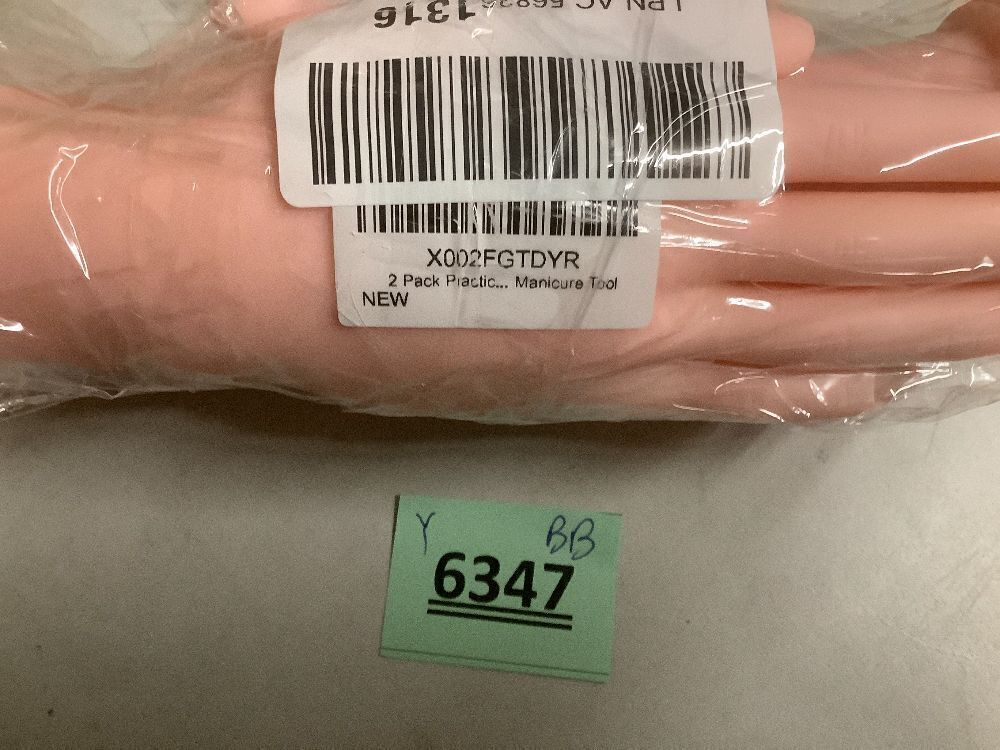 1316
X002FGTDYR
2 Pack Practic... Manicure Tool
NEW
Y BB
6347